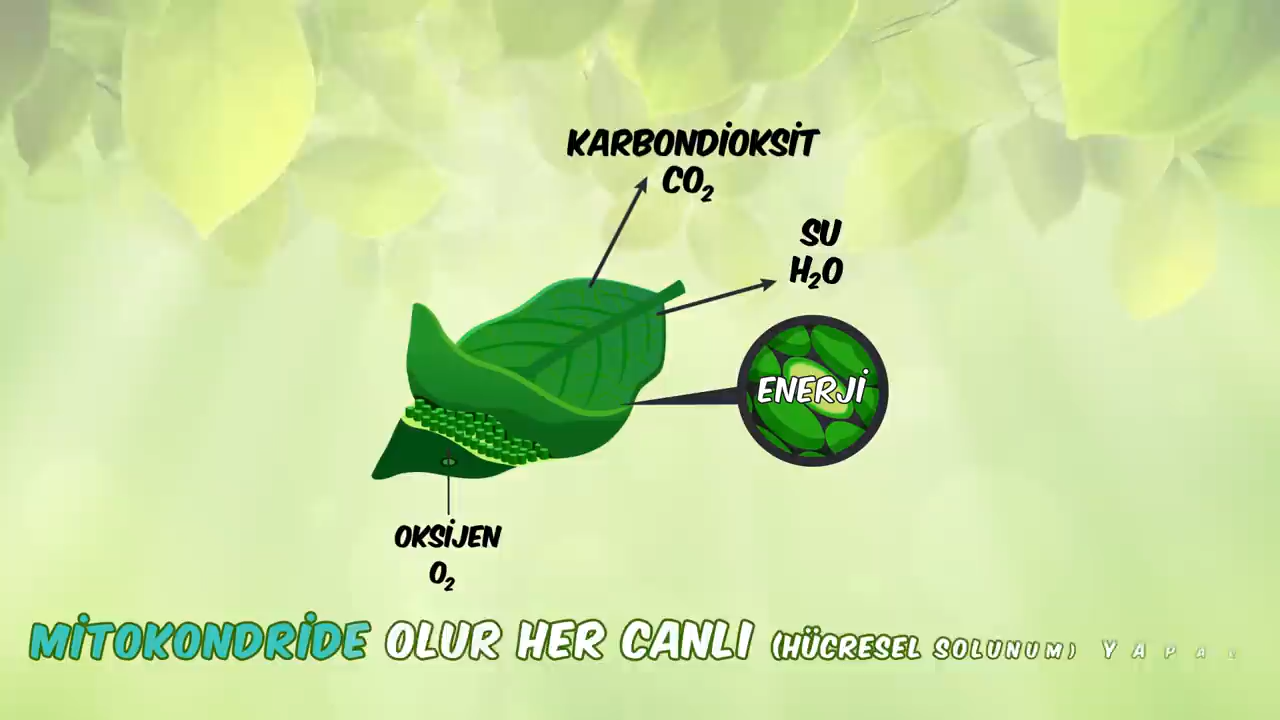 KARBONDİOKSİT
CO₂
SU
H₂O
ENERJİ
OKSİJEN
O₂
MİTOKONDRİDE OLUR HER CANLI (HÜCRESEL SOLUNUM)